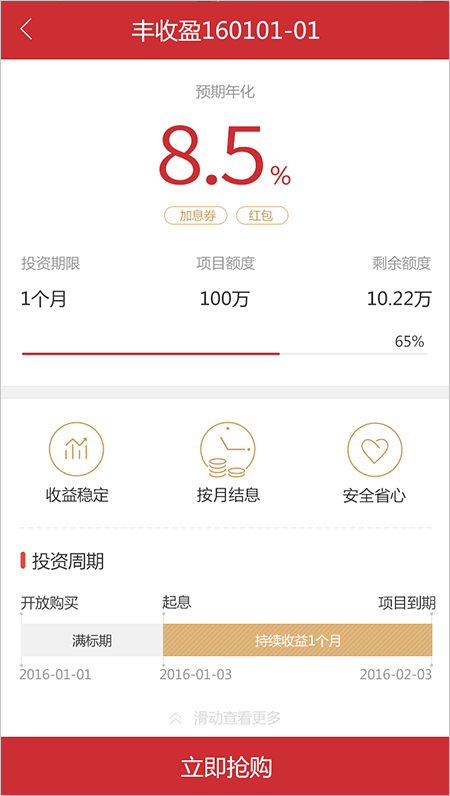 丰收盈160101-01
预期年化
8.5%
加息券 红包
投资期限 项目额度 剩余额度
1个月 100万 10.22万
65%
收益稳定 按月结息 安全省心
投资周期
开放购买 起息 项目到期
满标期 持续收益1个月
2016-01-01 2016-01-03 2016-02-03
滑动查看更多
立即抢购